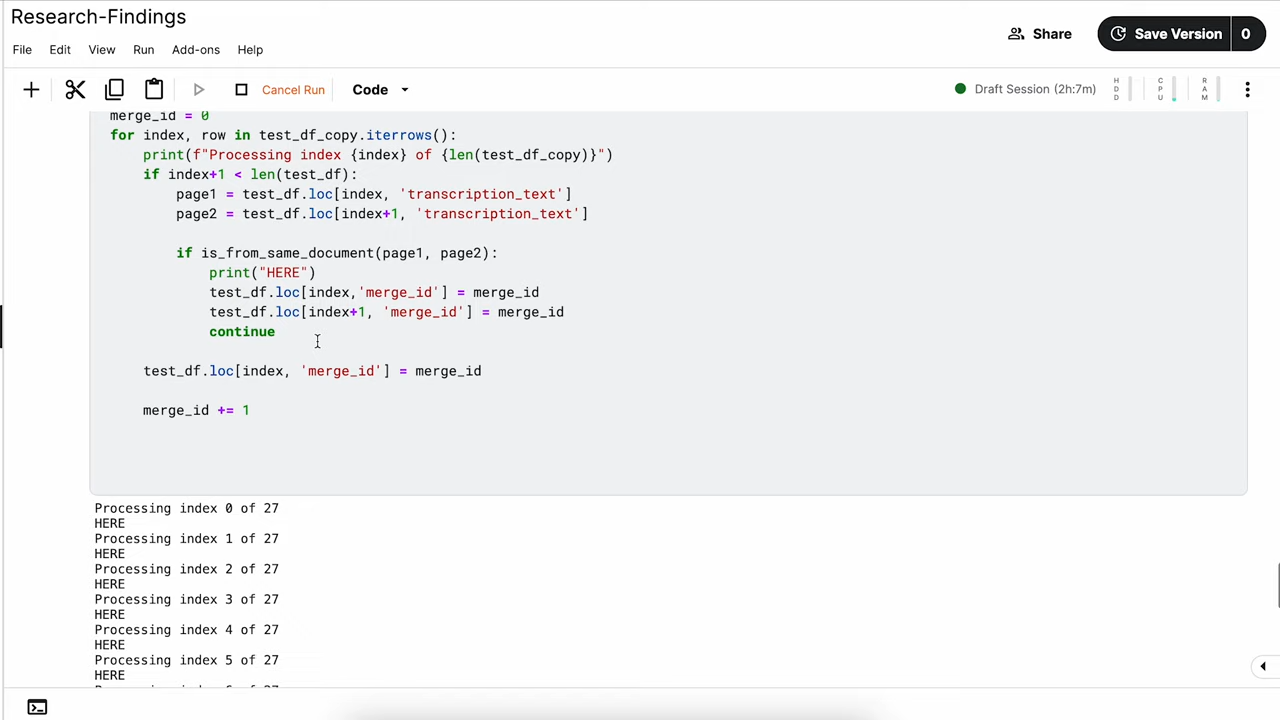 Research-Findings
File Edit View Run Add-ons Help
Share
Save Version 0
Cancel Run
Code
Draft Session (2h:7m)
HDD
CPU
RAM
merge_id = 0
for index, row in test_df_copy.iterrows():
    print(f"Processing index {index} of {len(test_df_copy)}")
    if index+1 < len(test_df):
        page1 = test_df.loc[index, 'transcription_text']
        page2 = test_df.loc[index+1, 'transcription_text']
        if is_from_same_document(page1, page2):
            print("HERE")
            test_df.loc[index,'merge_id'] = merge_id
            test_df.loc[index+1, 'merge_id'] = merge_id
            continue
    test_df.loc[index, 'merge_id'] = merge_id
    merge_id += 1
Processing index 0 of 27
HERE
Processing index 1 of 27
HERE
Processing index 2 of 27
HERE
Processing index 3 of 27
HERE
Processing index 4 of 27
HERE
Processing index 5 of 27
HERE